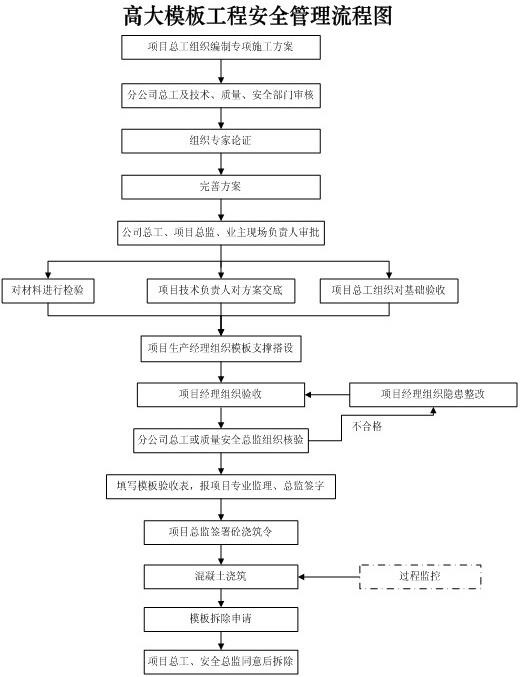 高大模板工程安全管理流程图
项目总工组织编制专项施工方案
分公司总工及技术、质量、安全部门审核
组织专家论证
完善方案
公司总工、项目总监、业主现场负责人审批
对材料进行检验
项目技术负责人对方案交底
项目总工组织对基础验收
项目生产经理组织模板支撑搭设
项目经理组织验收
项目经理组织隐患整改
不合格
分公司总工或质量安全总监组织核验
填写模板验收表，报项目专业监理、总监签字
项目总监签署砼浇筑令
混凝土浇筑
过程监控
模板拆除申请
项目总工、安全总监同意后拆除